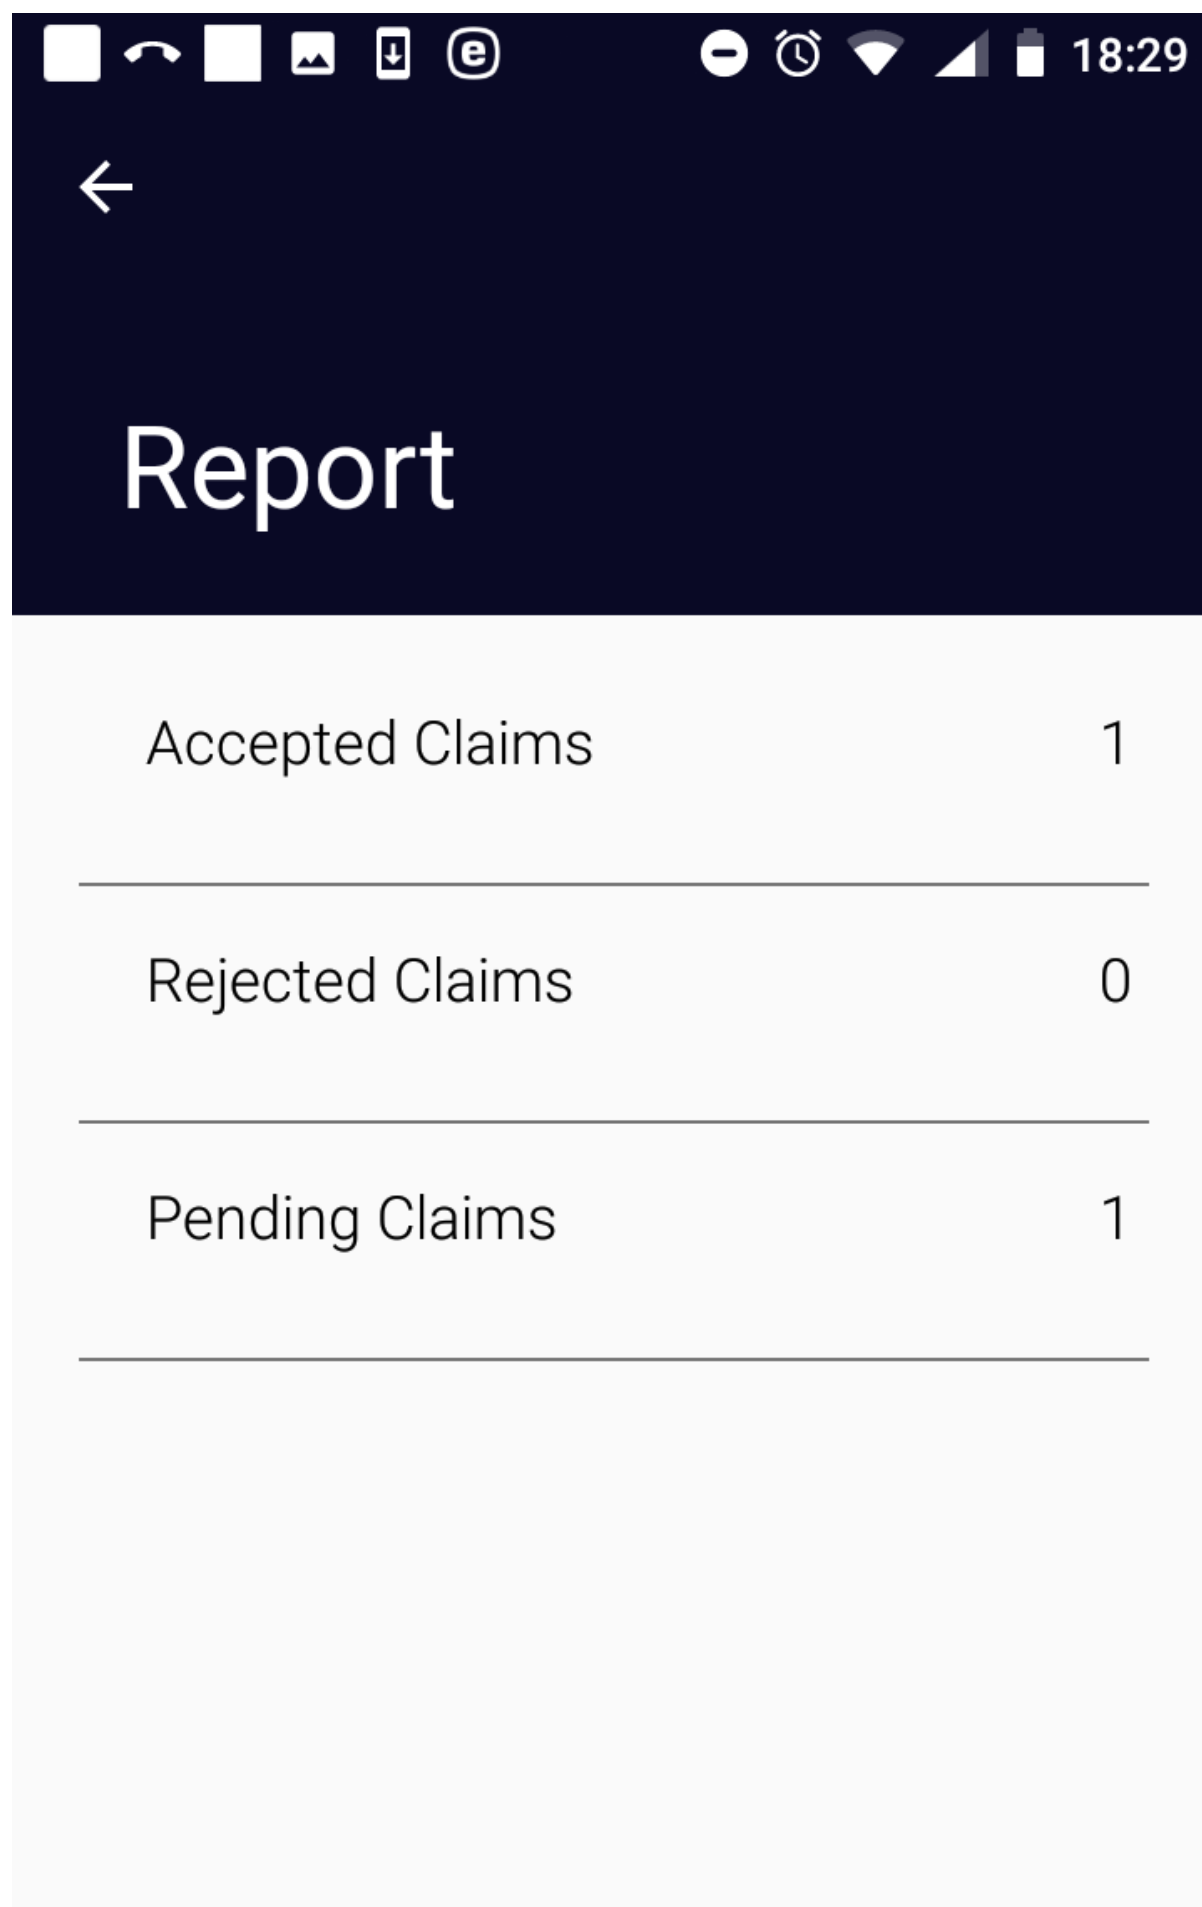 18:29
Report
Accepted Claims 1
Rejected Claims 0
Pending Claims 1